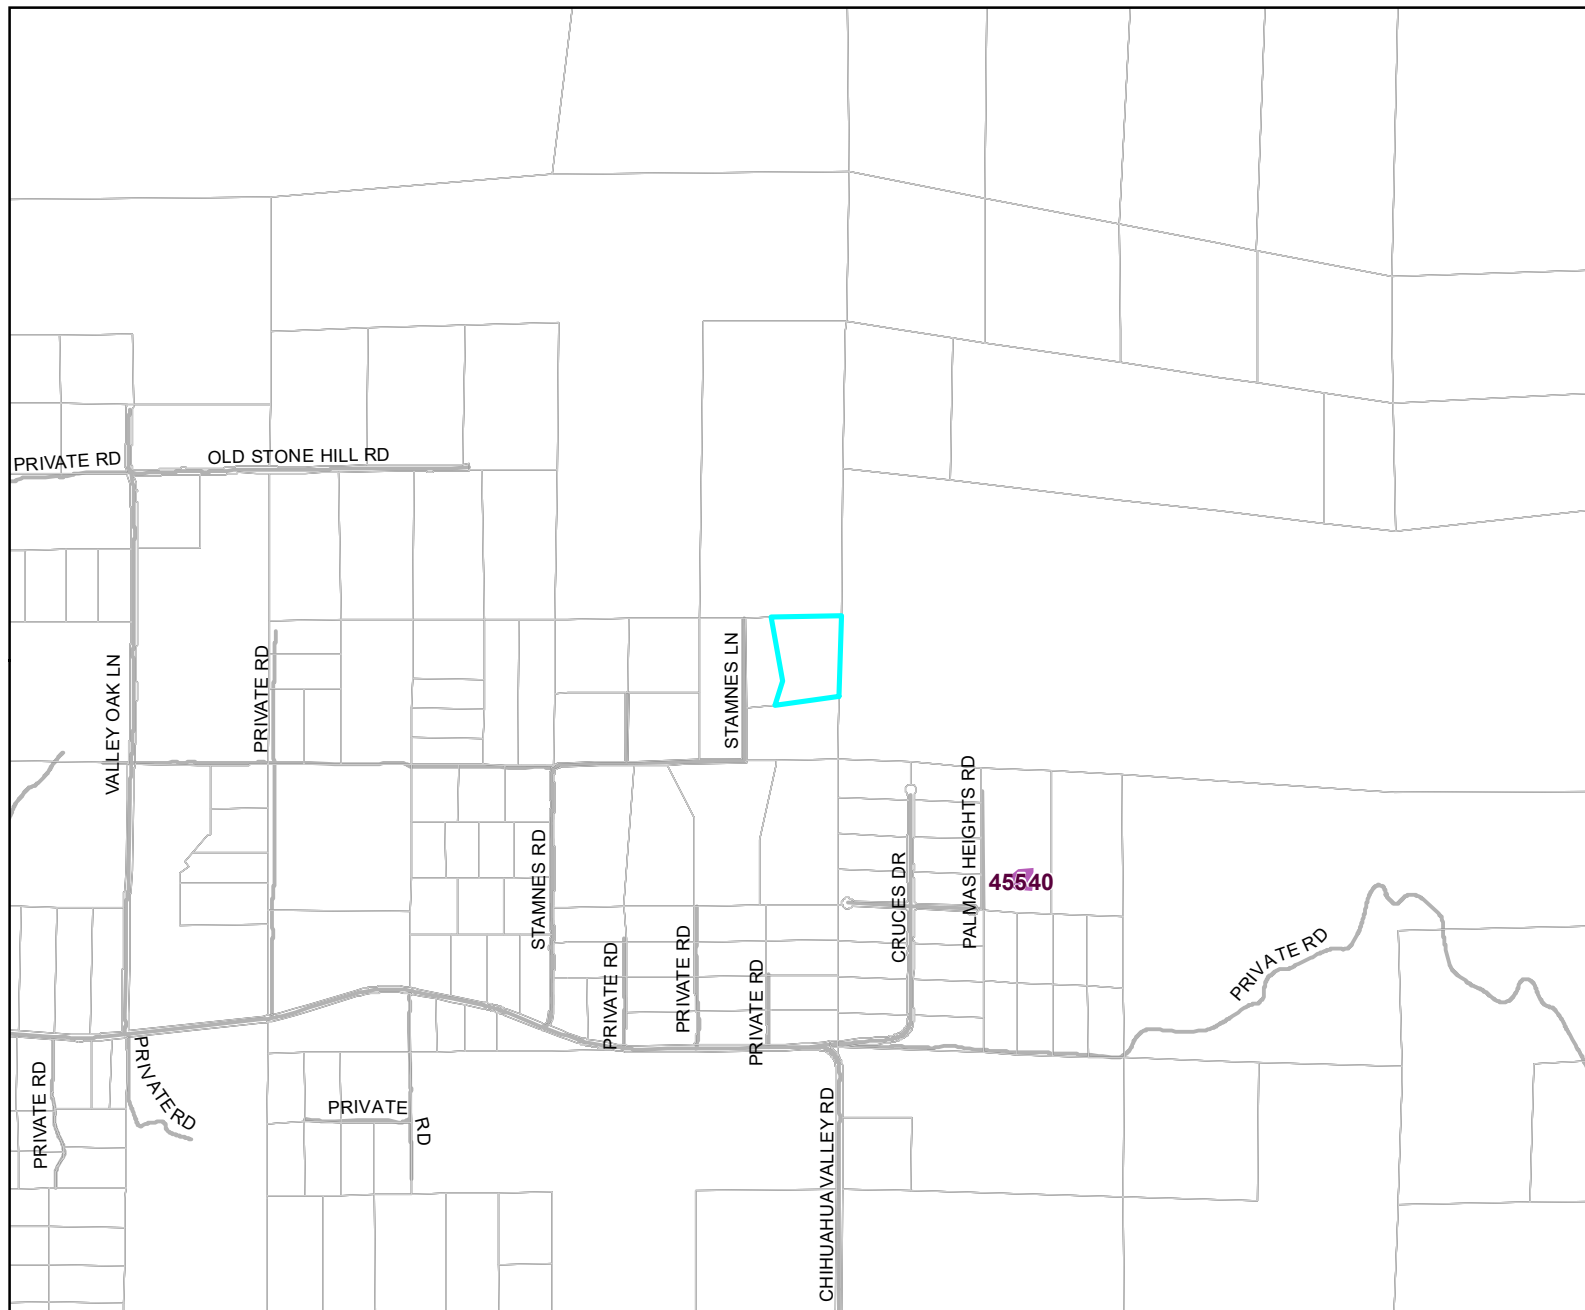 PRIVATE RD
OLD STONE HILL RD
VALLEY OAK LN
PRIVATE RD
STAMNES LN
STAMNES RD
CRUCES DR
PALMAS HEIGHTS RD
45540
PRIVATE RD
PRIVATE RD
PRIVATE RD
PRIVATE RD
PRIVATE RD
PRIVATE RD
PRIVATE RD
CHIHUAHUA VALLEY RD